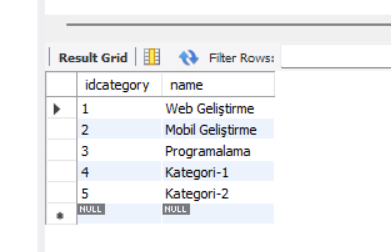 Result Grid Filter Rows:
idcategory name
1 Web Geliştirme
2 Mobil Geliştirme
3 Programalama
4 Kategori-1
5 Kategori-2
NULL NULL